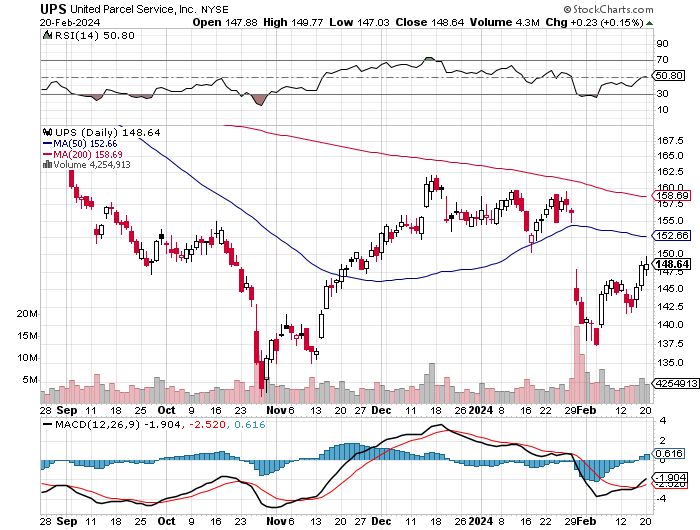 UPS United Parcel Service, Inc. NYSE
© StockCharts.com
20-Feb-2024 Open 147.88 High 149.77 Low 147.03 Close 148.64 Volume 4.3M Chg +0.23 (+0.15%)
RSI(14) 50.80
90
70
50.80
30
10
UPS (Daily) 148.64
MA(50) 152.66
MA(200) 158.69
Volume 4,254,913
167.5
165.0
162.5
160.0
158.69
157.5
155.0
152.66
150.0
148.64
147.5
145.0
142.5
140.0
137.5
135.0
20M
15M
10M
5M
4254913
28 Sep 11 18 25 Oct 9 16 23 Nov 6 13 20 27 Dec 11 18 26 2024 8 16 22 29 Feb 12 20
MACD(12,26,9) -1.904, -2.520, 0.616
4
2
0.616
0
-1.904
-2.520
-4
28 Sep 11 18 25 Oct 9 16 23 Nov 6 13 20 27 Dec 11 18 26 2024 8 16 22 29 Feb 12 20